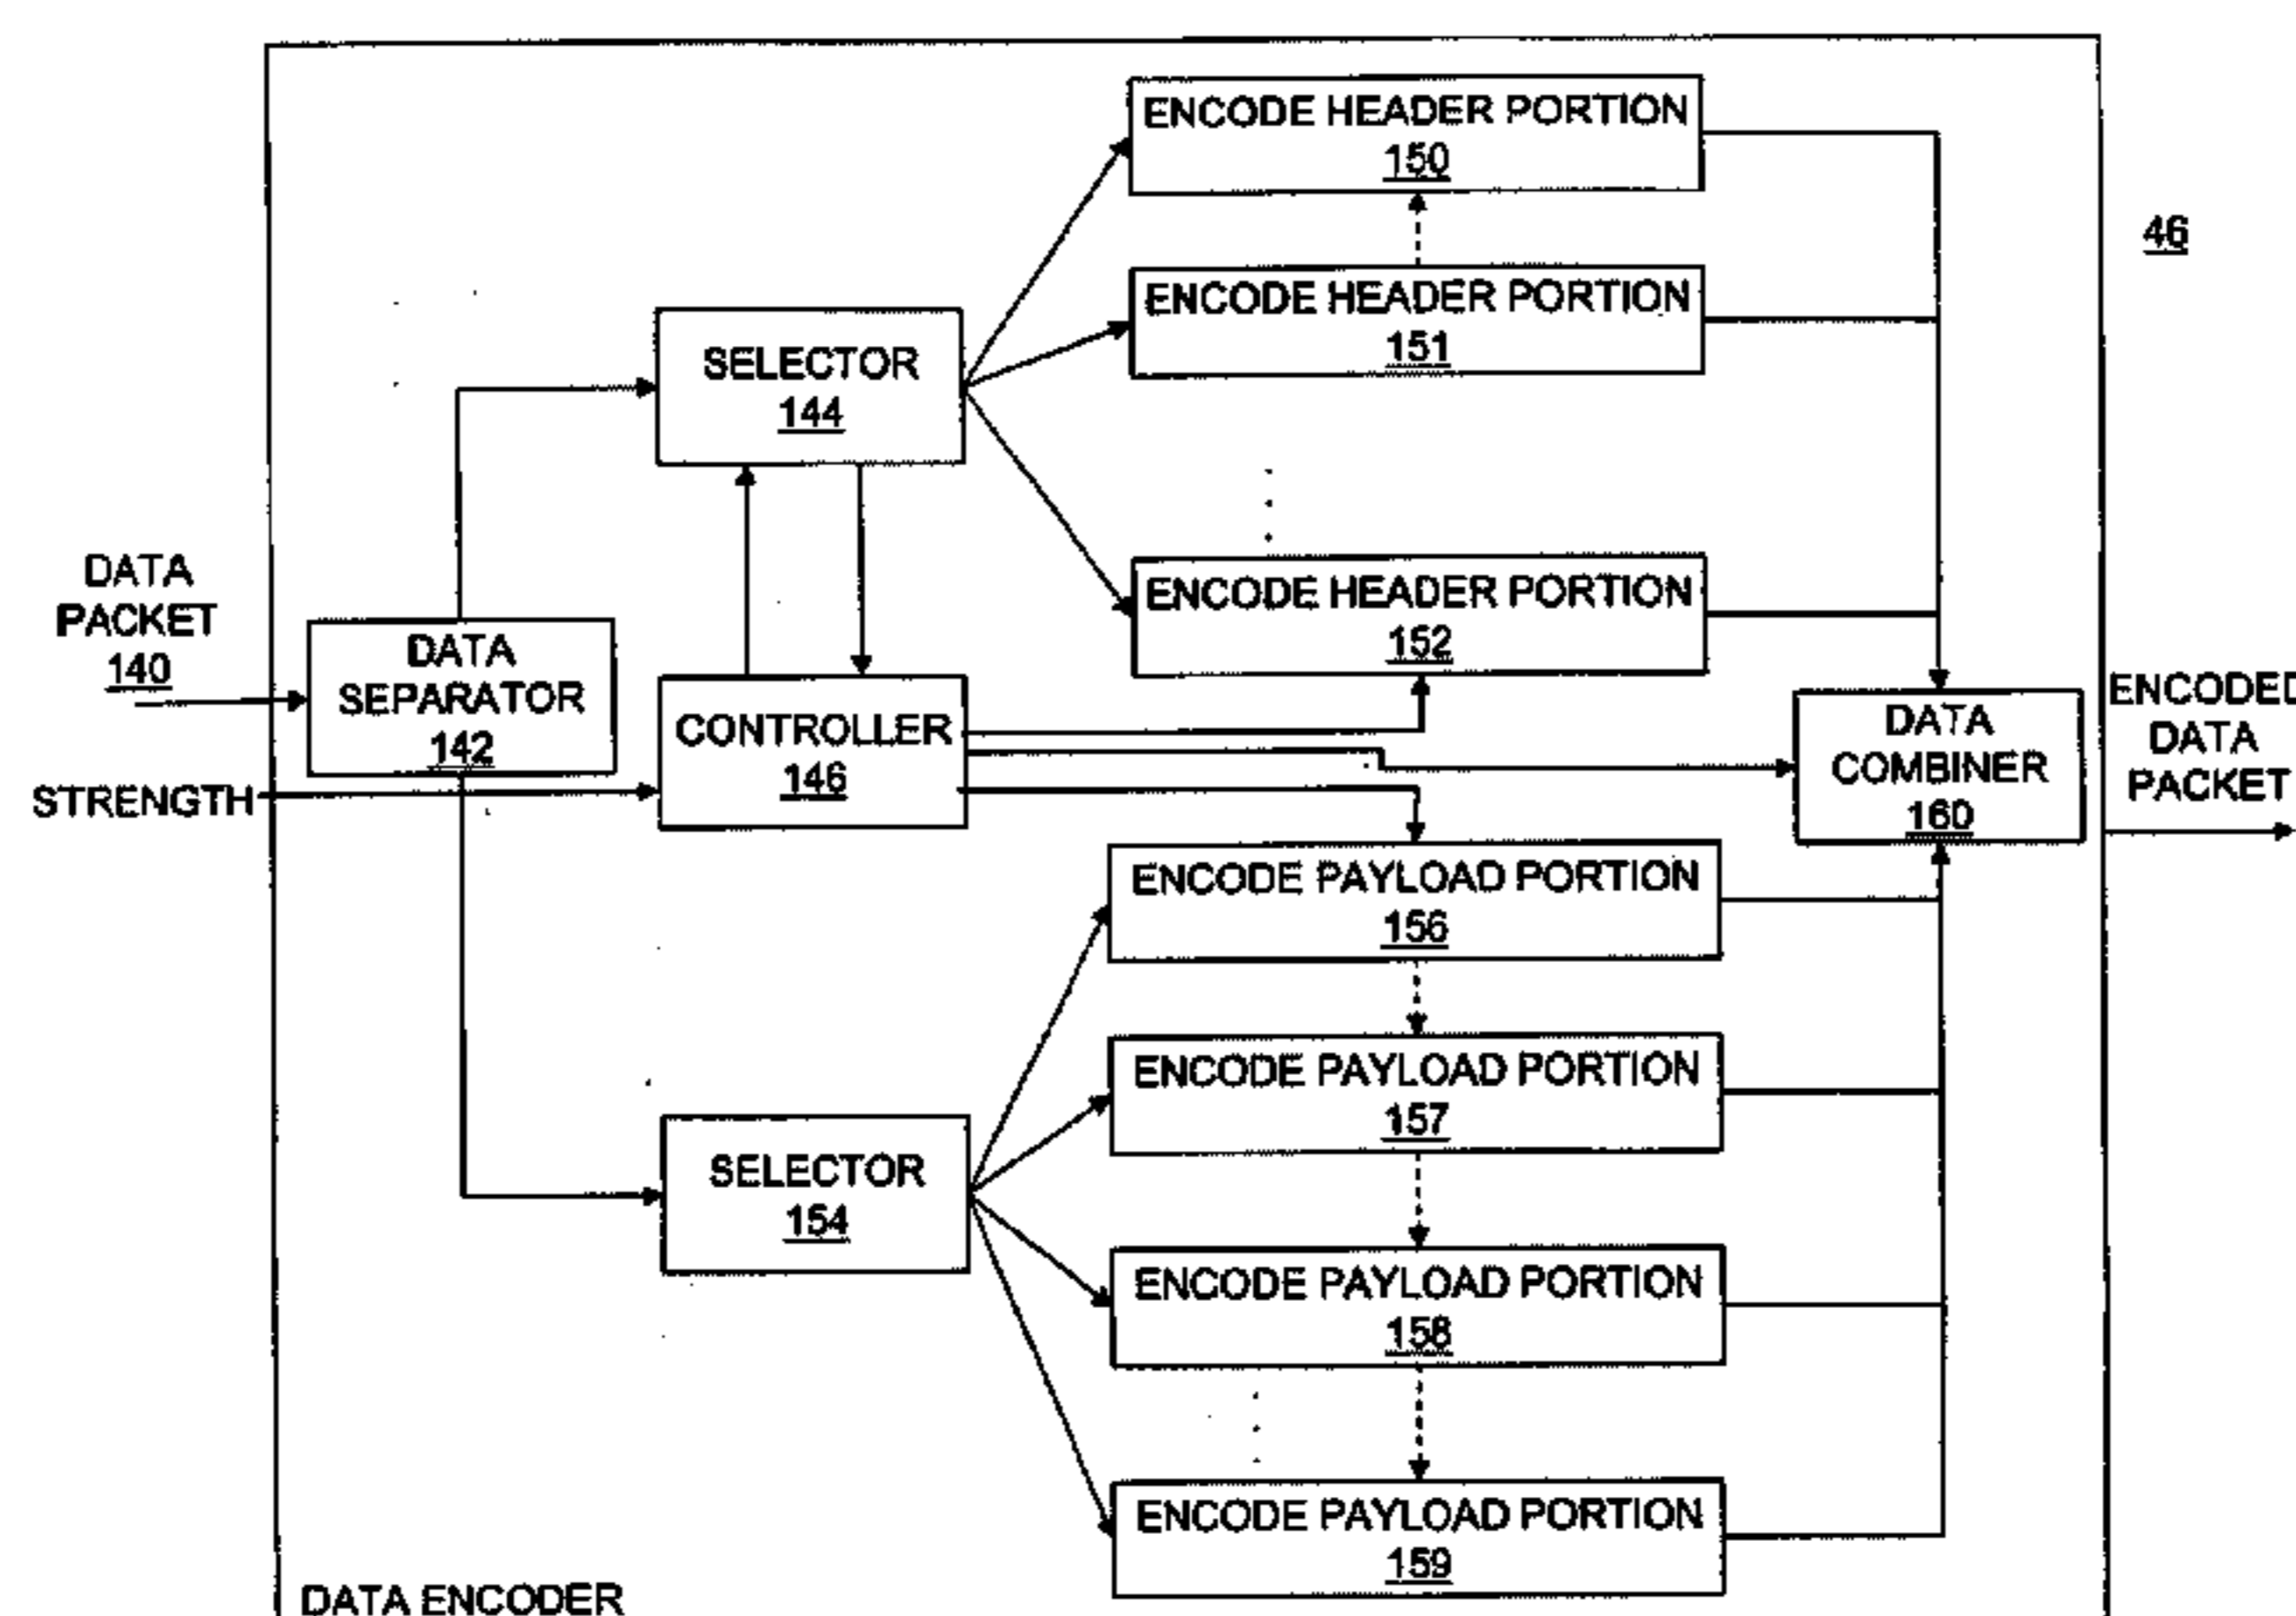 ENCODE HEADER PORTION
150
46
ENCODE HEADER PORTION
151
SELECTOR
144
DATA
PACKET
140
ENCODE HEADER PORTION
152
DATA
SEPARATOR
142
CONTROLLER
146
STRENGTH
DATA
COMBINER
160
ENCODED
DATA
PACKET
ENCODE PAYLOAD PORTION
156
ENCODE PAYLOAD PORTION
157
SELECTOR
154
ENCODE PAYLOAD PORTION
158
ENCODE PAYLOAD PORTION
159
DATA ENCODER